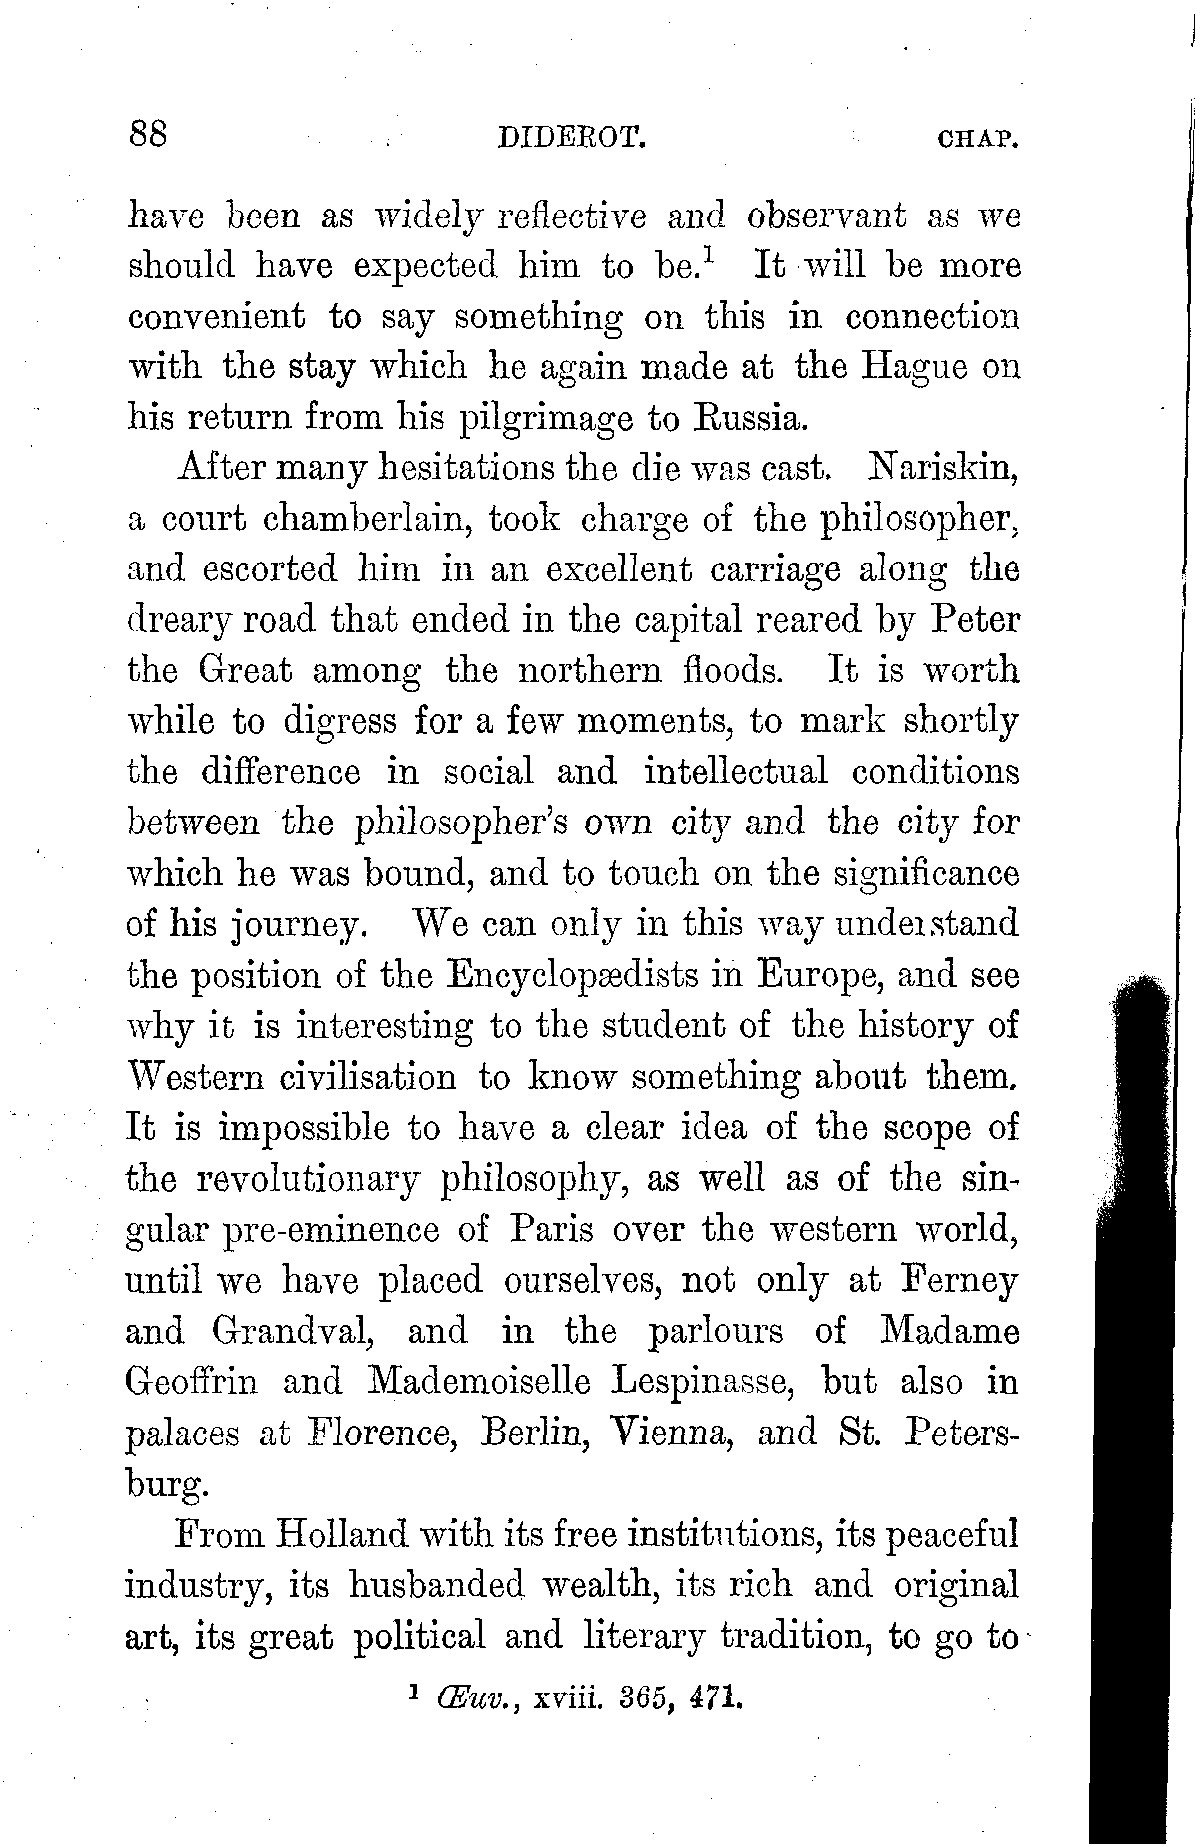 88 DIDEROT. CHAP.
have been as widely reflective and observant as we
should have expected him to be.¹ It will be more
convenient to say something on this in connection
with the stay which he again made at the Hague on
his return from his pilgrimage to Russia.
After many hesitations the die was cast. Nariskin,
a court chamberlain, took charge of the philosopher,
and escorted him in an excellent carriage along the
dreary road that ended in the capital reared by Peter
the Great among the northern floods. It is worth
while to digress for a few moments, to mark shortly
the difference in social and intellectual conditions
between the philosopher's own city and the city for
which he was bound, and to touch on the significance
of his journey. We can only in this way understand
the position of the Encyclopædists in Europe, and see
why it is interesting to the student of the history of
Western civilisation to know something about them.
It is impossible to have a clear idea of the scope of
the revolutionary philosophy, as well as of the sin-
gular pre-eminence of Paris over the western world,
until we have placed ourselves, not only at Ferney
and Grandval, and in the parlours of Madame
Geoffrin and Mademoiselle Lespinasse, but also in
palaces at Florence, Berlin, Vienna, and St. Peters-
burg.
From Holland with its free institutions, its peaceful
industry, its husbanded wealth, its rich and original
art, its great political and literary tradition, to go to
¹ Œuv., xviii. 365, 471.